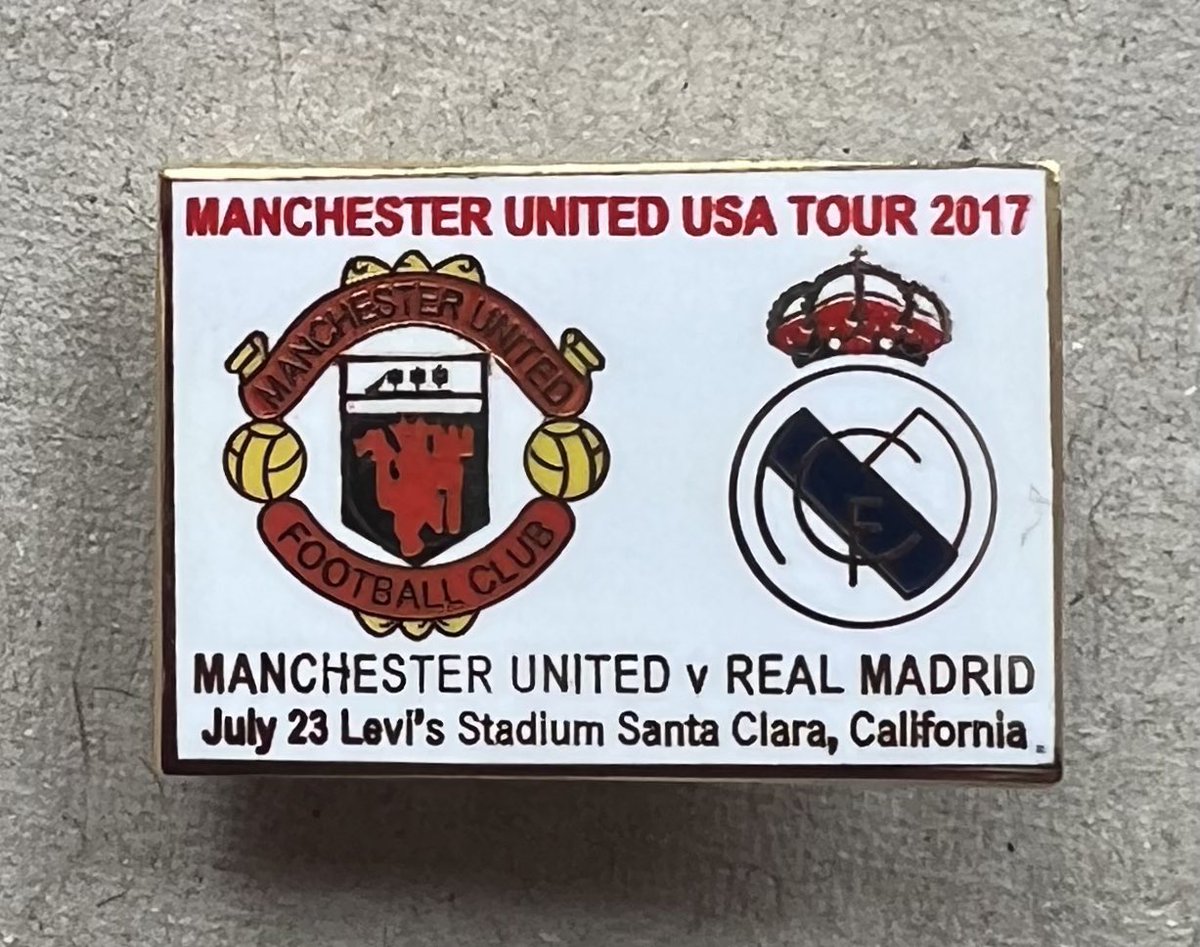 MANCHESTER UNITED USA TOUR 2017
MANCHESTER UNITED
FOOTBALL CLUB
MANCHESTER UNITED v REAL MADRID
July 23 Levi's Stadium Santa Clara, California